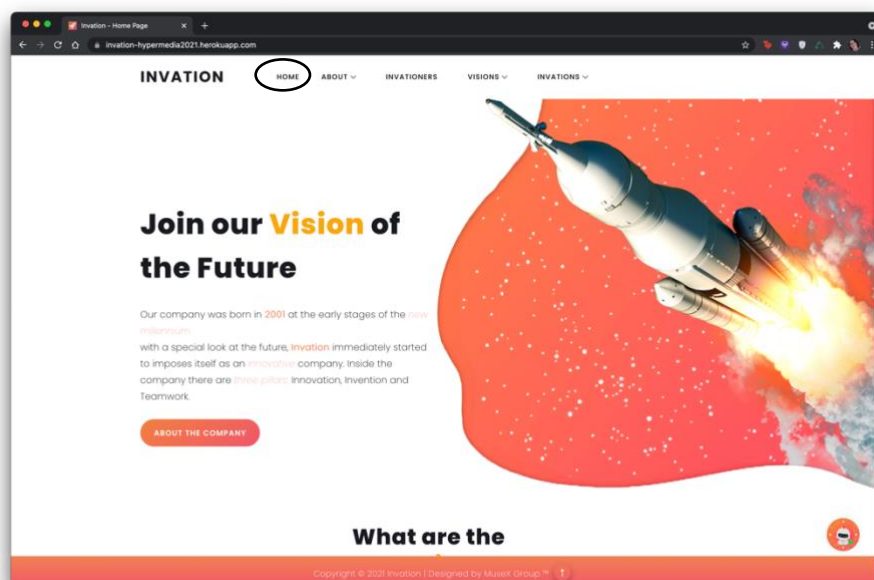 Invation - Home Page
invation-hypermedia2021.herokuapp.com
INVATION HOME ABOUT INVATIONERS VISIONS INVATIONS
Join our Vision of
the Future
Our company was born in 2001 at the early stages of the new
millennium
with a special look at the future, Invation immediately started
to imposes itself as an innovative company. Inside the
company there are three pillars: Innovation, Invention and
Teamwork.
ABOUT THE COMPANY
What are the
Copyright © 2021 Invation | Designed by MuseX Group ™